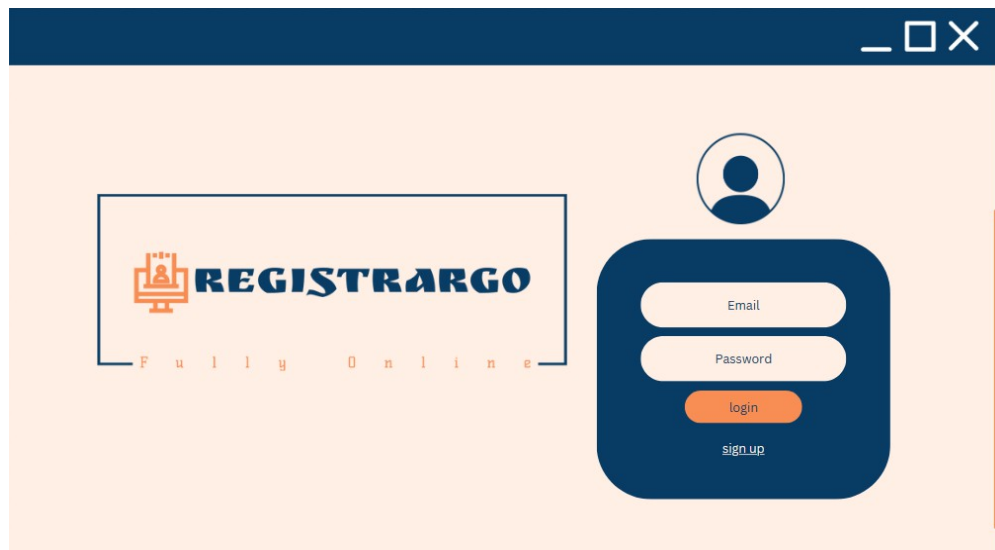 REGISTRARGO
Fully Online
Email
Password
login
sign up